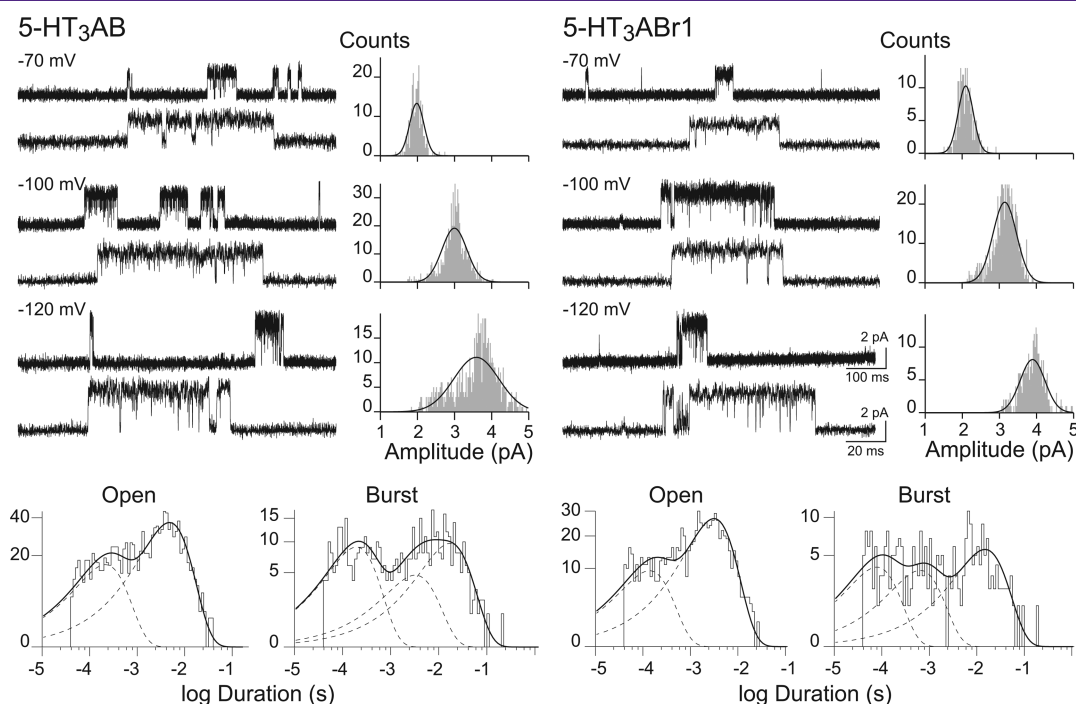 5-HT3AB
Counts
-70 mV
20
10
0
-100 mV
30
20
10
0
-120 mV
15
10
5
0
1 2 3 4 5
Amplitude (pA)
5-HT3ABr1
Counts
-70 mV
10
5
0
-100 mV
20
10
0
-120 mV
2 pA
100 ms
2 pA
20 ms
10
5
0
1 2 3 4 5
Amplitude (pA)
Open
40
20
0
-5 -4 -3 -2 -1
Burst
15
10
5
0
-5 -4 -3 -2 -1
log Duration (s)
Open
30
20
10
0
-5 -4 -3 -2 -1
Burst
10
5
0
-5 -4 -3 -2 -1
log Duration (s)